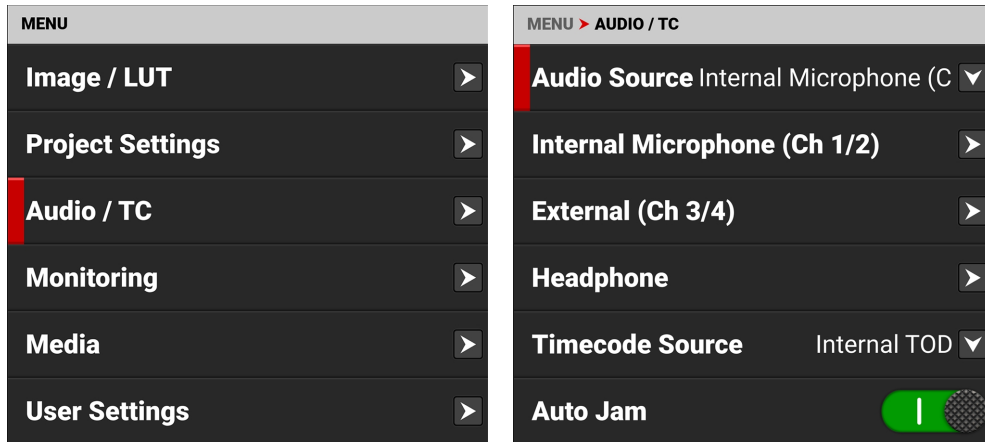 MENU
Image / LUT
Project Settings
Audio / TC
Monitoring
Media
User Settings
MENU AUDIO / TC
Audio Source Internal Microphone (C
Internal Microphone (Ch 1/2)
External (Ch 3/4)
Headphone
Timecode Source Internal TOD
Auto Jam